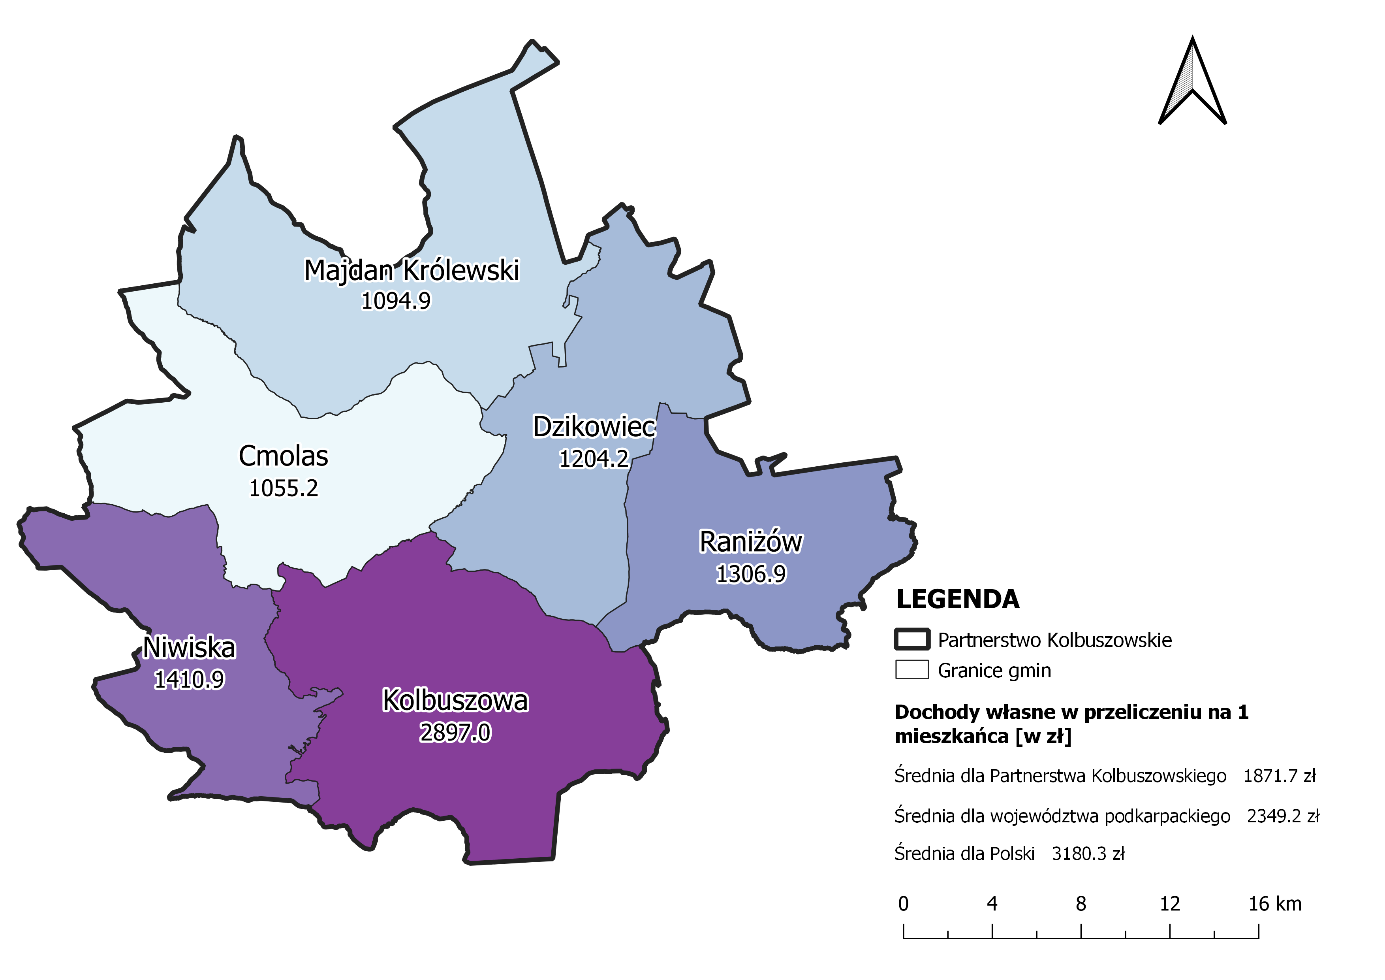 Majdan Królewski
1094.9
Dzikowiec
1204.2
Cmolas
1055.2
Raniżów
1306.9
Niwiska
1410.9
Kolbuszowa
2897.0
LEGENDA
Partnerstwo Kolbuszowskie
Granice gmin
Dochody własne w przeliczeniu na 1
mieszkańca [w zł]
Średnia dla Partnerstwa Kolbuszowskiego 1871.7 zł
Średnia dla województwa podkarpackiego 2349.2 zł
Średnia dla Polski 3180.3 zł
0 4 8 12 16 km